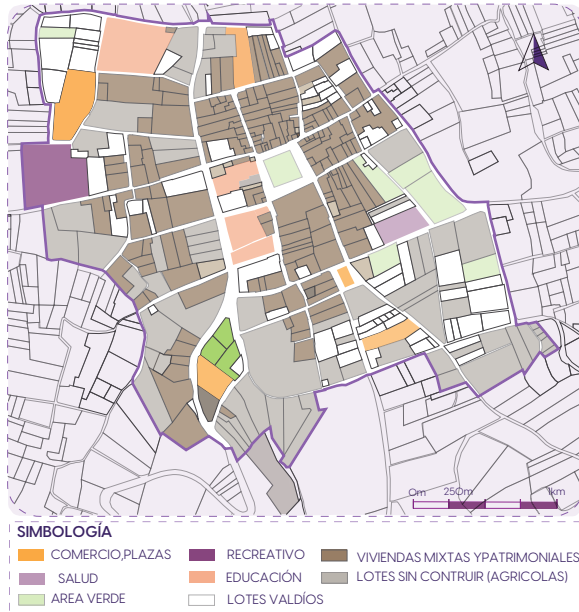 0m 250m 1km
SIMBOLOGÍA
COMERCIO,PLAZAS
RECREATIVO
VIVIENDAS MIXTAS YPATRIMONIALES
SALUD
EDUCACIÓN
LOTES SIN CONTRUIR (AGRICOLAS)
AREA VERDE
LOTES VALDÍOS